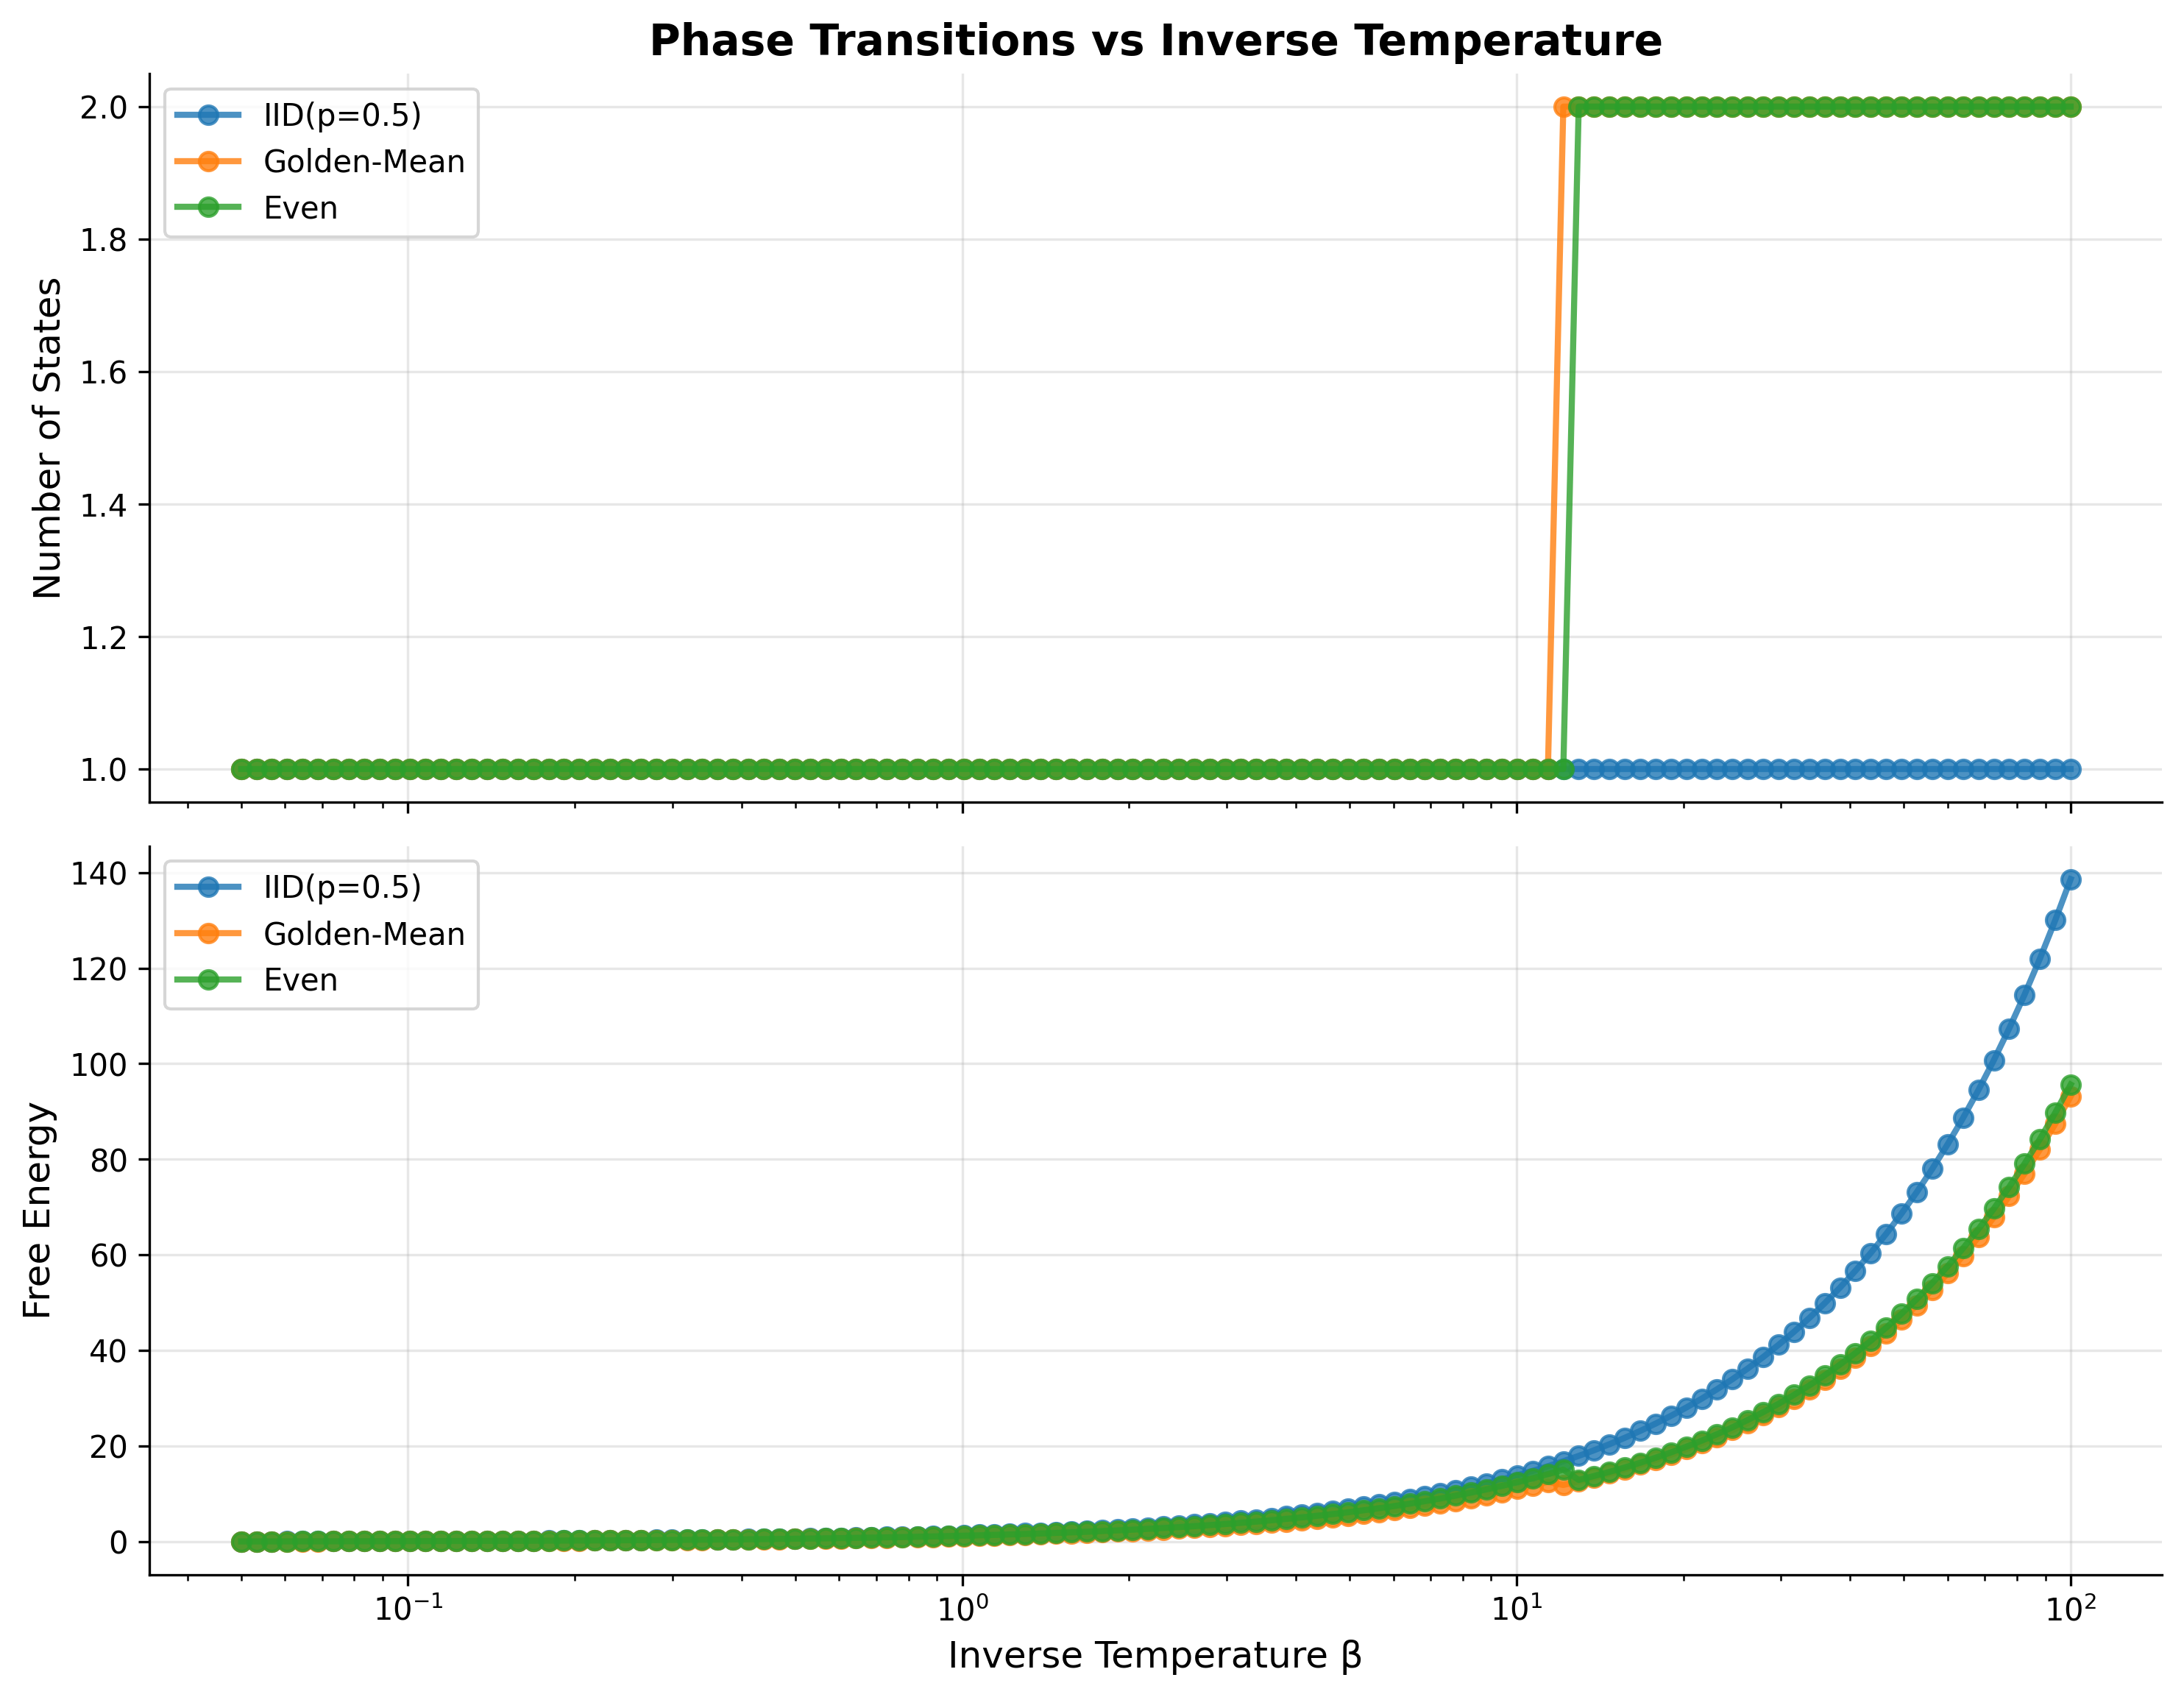 Phase Transitions vs Inverse Temperature
Number of States
2.0
1.8
1.6
1.4
1.2
1.0
IID(p=0.5)
Golden-Mean
Even
Free Energy
140
120
100
80
60
40
20
0
IID(p=0.5)
Golden-Mean
Even
10⁻¹ 10⁰ 10¹ 10²
Inverse Temperature β